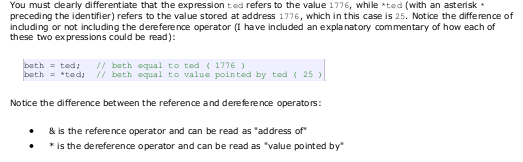 You must clearly differentiate that the expression ted refers to the value 1776, while *ted (with an asterisk *
preceding the identifier) refers to the value stored at address 1776, which in this case is 25. Notice the difference of
including or not including the dereference operator (I have included an explanatory commentary of how each of
these two expressions could be read):
beth = ted;   // beth equal to ted ( 1776 )
beth = *ted;  // beth equal to value pointed by ted ( 25 )
Notice the difference between the reference and dereference operators:
• & is the reference operator and can be read as "address of"
• * is the dereference operator and can be read as "value pointed by"